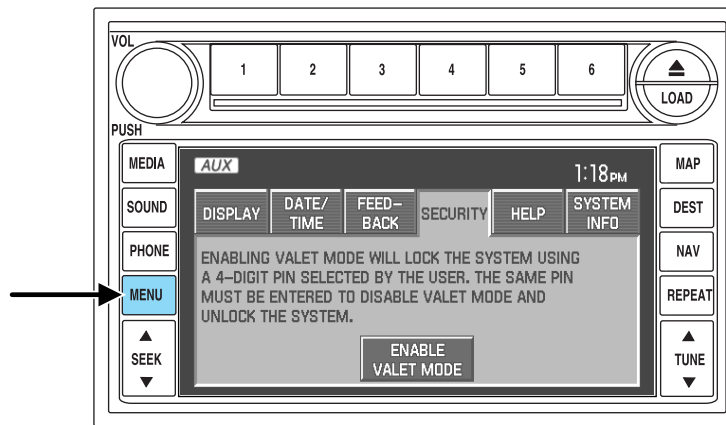 VOL
1 2 3 4 5 6
LOAD
PUSH
MEDIA
SOUND
PHONE
MENU
SEEK
AUX
1:18PM
DISPLAY
DATE/
TIME
FEED-
BACK
SECURITY
HELP
SYSTEM
INFO
ENABLING VALET MODE WILL LOCK THE SYSTEM USING
A 4-DIGIT PIN SELECTED BY THE USER. THE SAME PIN
MUST BE ENTERED TO DISABLE VALET MODE AND
UNLOCK THE SYSTEM.
ENABLE
VALET MODE
MAP
DEST
NAV
REPEAT
TUNE